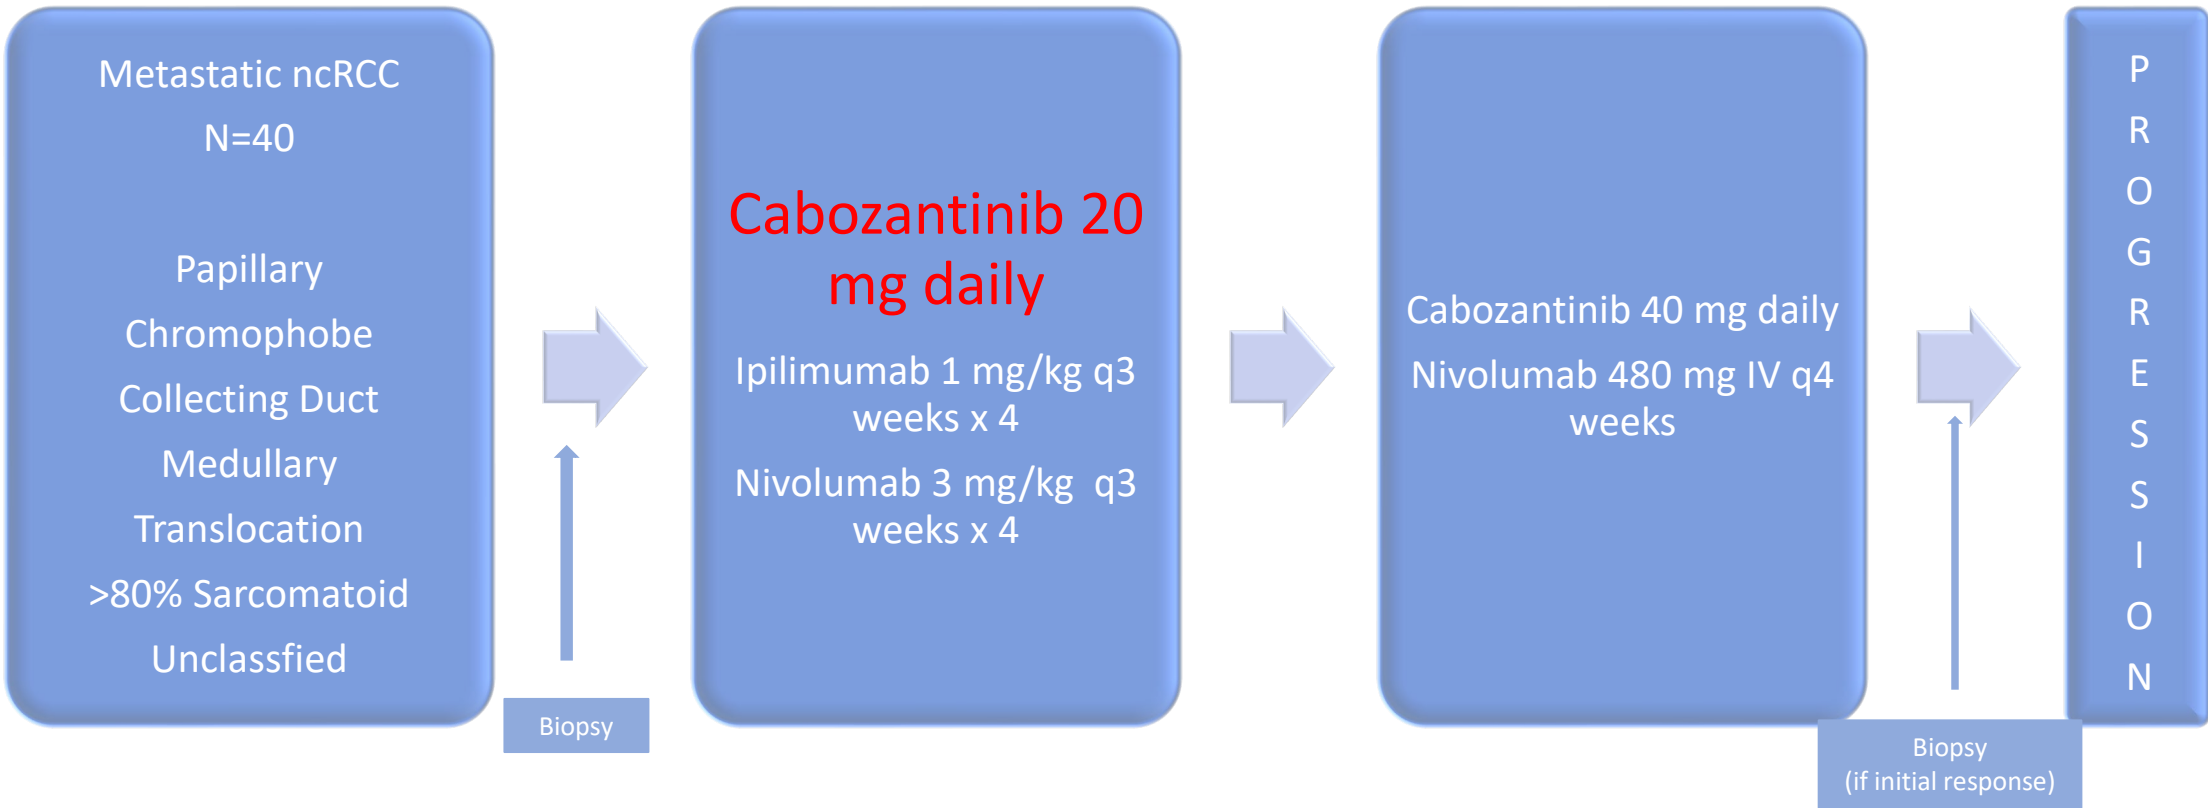 Metastatic ncRCC
N=40
Papillary
Chromophobe
Collecting Duct
Medullary
Translocation
>80% Sarcomatoid
Unclassfied
Biopsy
Cabozantinib 20
mg daily
Ipilimumab 1 mg/kg q3
weeks x 4
Nivolumab 3 mg/kg  q3
weeks x 4
Cabozantinib 40 mg daily
Nivolumab 480 mg IV q4
weeks
Biopsy
(if initial response)
P
R
O
G
R
E
S
S
I
O
N